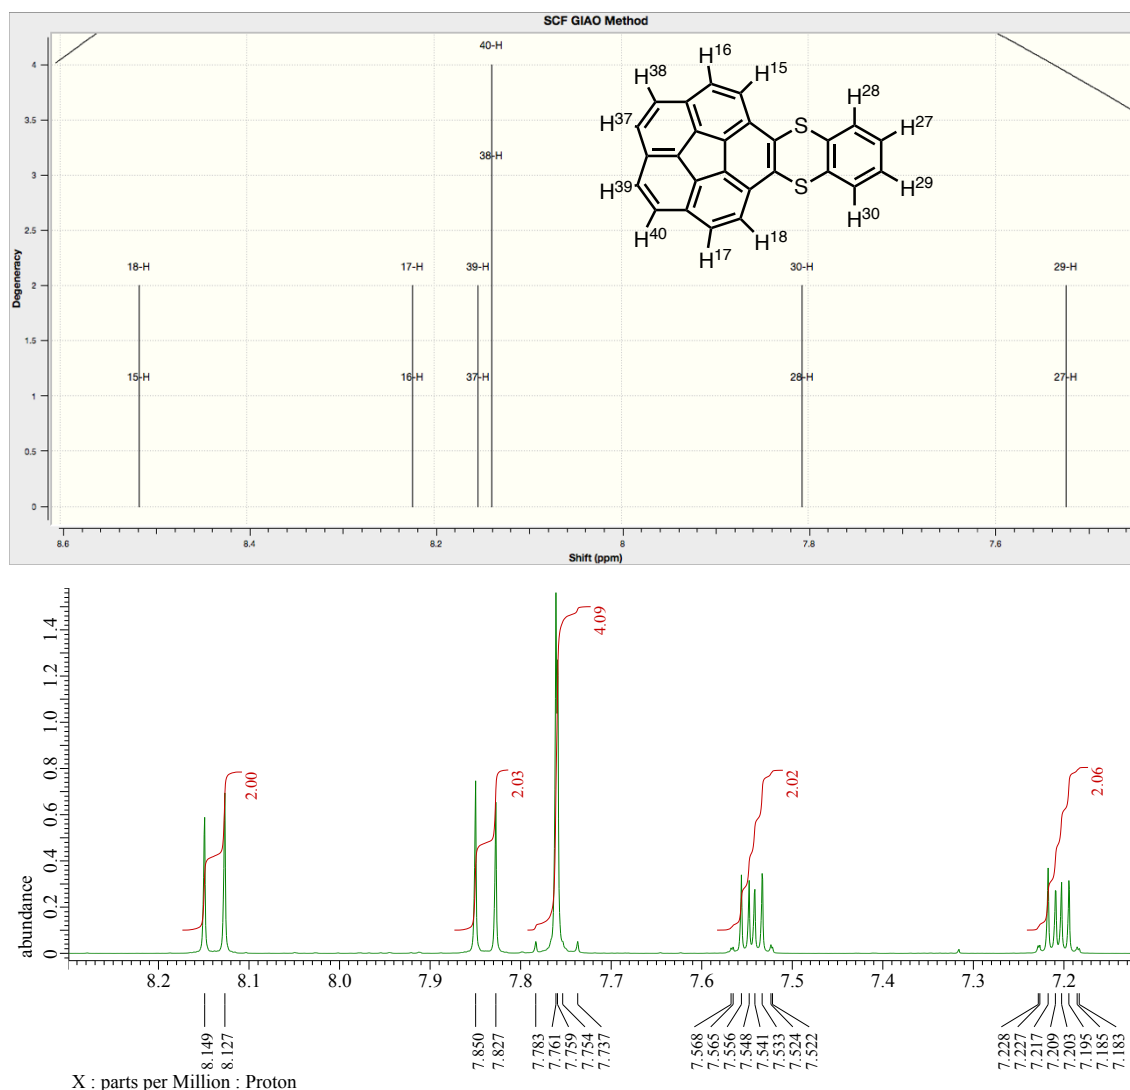 SCF GIAO Method
40-H
4
H16
H38
H15
H28
3.5
H37
S
H27
38-H
3
S
H39
H29
H30
2.5
H40
H18
H17
Degeneracy
18-H
17-H
39-H
30-H
29-H
2
1.5
15-H
16-H
37-H
28-H
27-H
1
0.5
0
8.6
8.4
8.2
8
7.8
7.6
Shift (ppm)
abundance
1.4
1.2
1.0
0.8
0.6
0.4
0.2
0
2.00
2.03
4.09
2.02
2.06
8.2
8.1
8.0
7.9
7.8
7.7
7.6
7.5
7.4
7.3
7.2
8.149
8.127
7.850
7.827
7.783
7.761
7.759
7.754
7.737
7.568
7.565
7.556
7.548
7.541
7.533
7.524
7.522
7.228
7.227
7.217
7.209
7.203
7.195
7.185
7.183
X : parts per Million : Proton